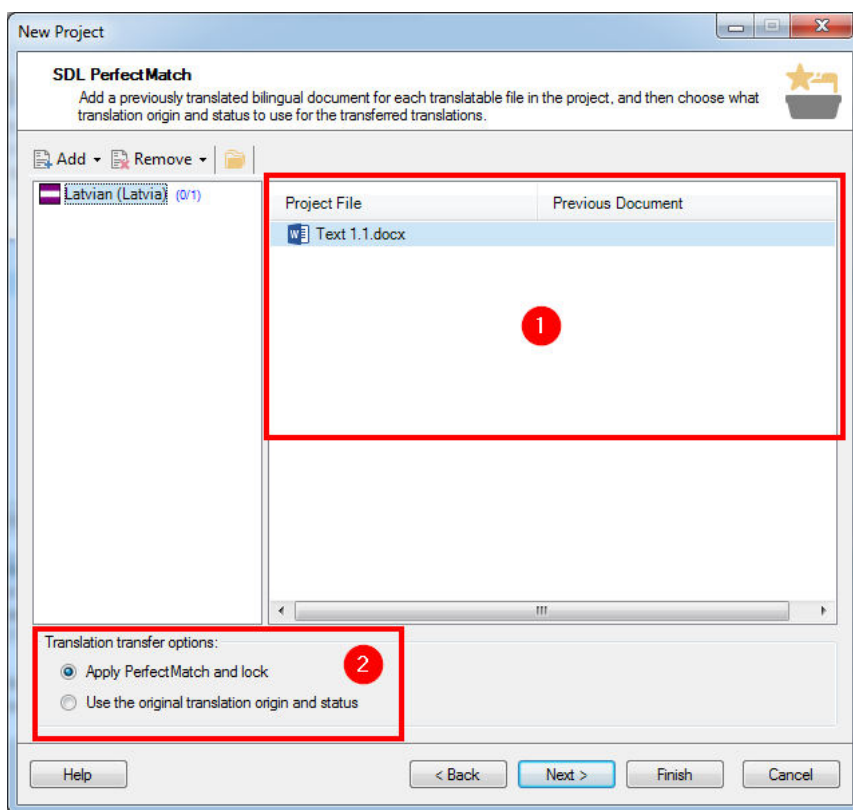 New Project
SDL PerfectMatch
Add a previously translated bilingual document for each translatable file in the project, and then choose what
translation origin and status to use for the transferred translations.
Add Remove
Latvian (Latvia) (0/1)
Project File Previous Document
Text 1.1.docx
1
Translation transfer options:
2
Apply PerfectMatch and lock
Use the original translation origin and status
Help < Back Next > Finish Cancel